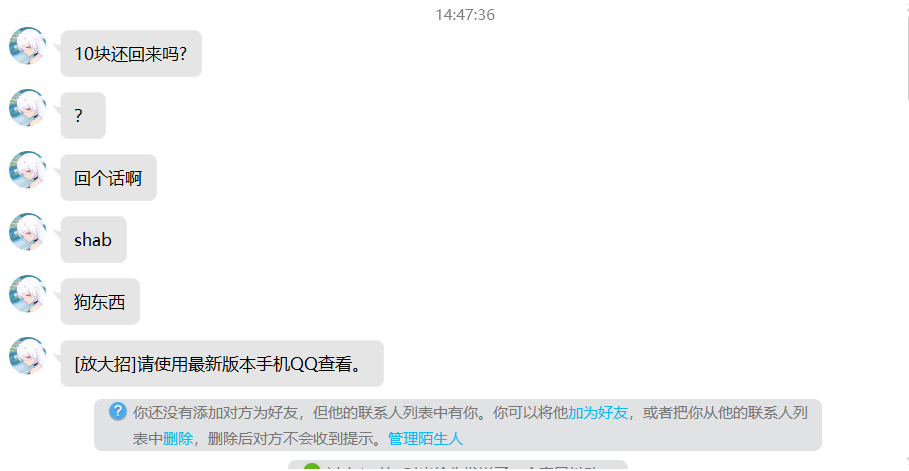 14:47:36
10块还回来吗?
?
回个话啊
shab
狗东西
[放大招]请使用最新版本手机QQ查看。
你还没有添加对方为好友，但他的联系人列表中有你。你可以将他加为好友，或者把你从他的联系人列
表中删除，删除后对方不会收到提示。管理陌生人